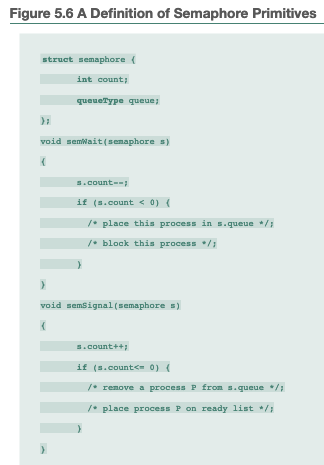 Figure 5.6 A Definition of Semaphore Primitives
struct semaphore {
int count;
queueType queue;
};
void semWait(semaphore s)
{
s.count--;
if (s.count < 0) {
/* place this process in s.queue */;
/* block this process */;
}
}
void semSignal(semaphore s)
{
s.count++;
if (s.count<= 0) {
/* remove a process P from s.queue */;
/* place process P on ready list */;
}
}